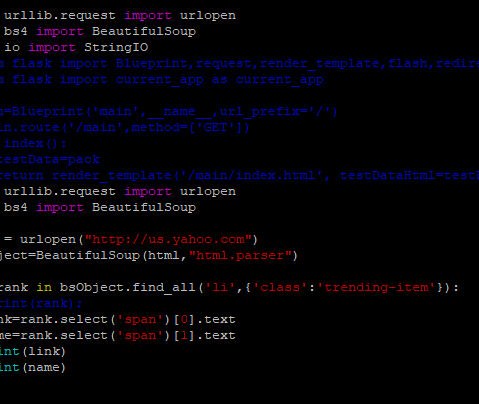 urllib.request import urlopen
bs4 import BeautifulSoup
io import StringIO
m flask import Blueprint,request,render_template,flash,redire
m flask import current_app as current_app
n=Blueprint('main',__name__,url_prefix='/')
in.route('/main',method=['GET'])
index():
testData=pack
return render_template('/main/index.html', testDataHtml=test
urllib.request import urlopen
bs4 import BeautifulSoup
= urlopen("http://us.yahoo.com")
ject=BeautifulSoup(html,"html.parser")
rank in bsObject.find_all('li',{'class':'trending-item'}):
rint(rank);
nk=rank.select('span')[0].text
me=rank.select('span')[1].text
int(link)
int(name)